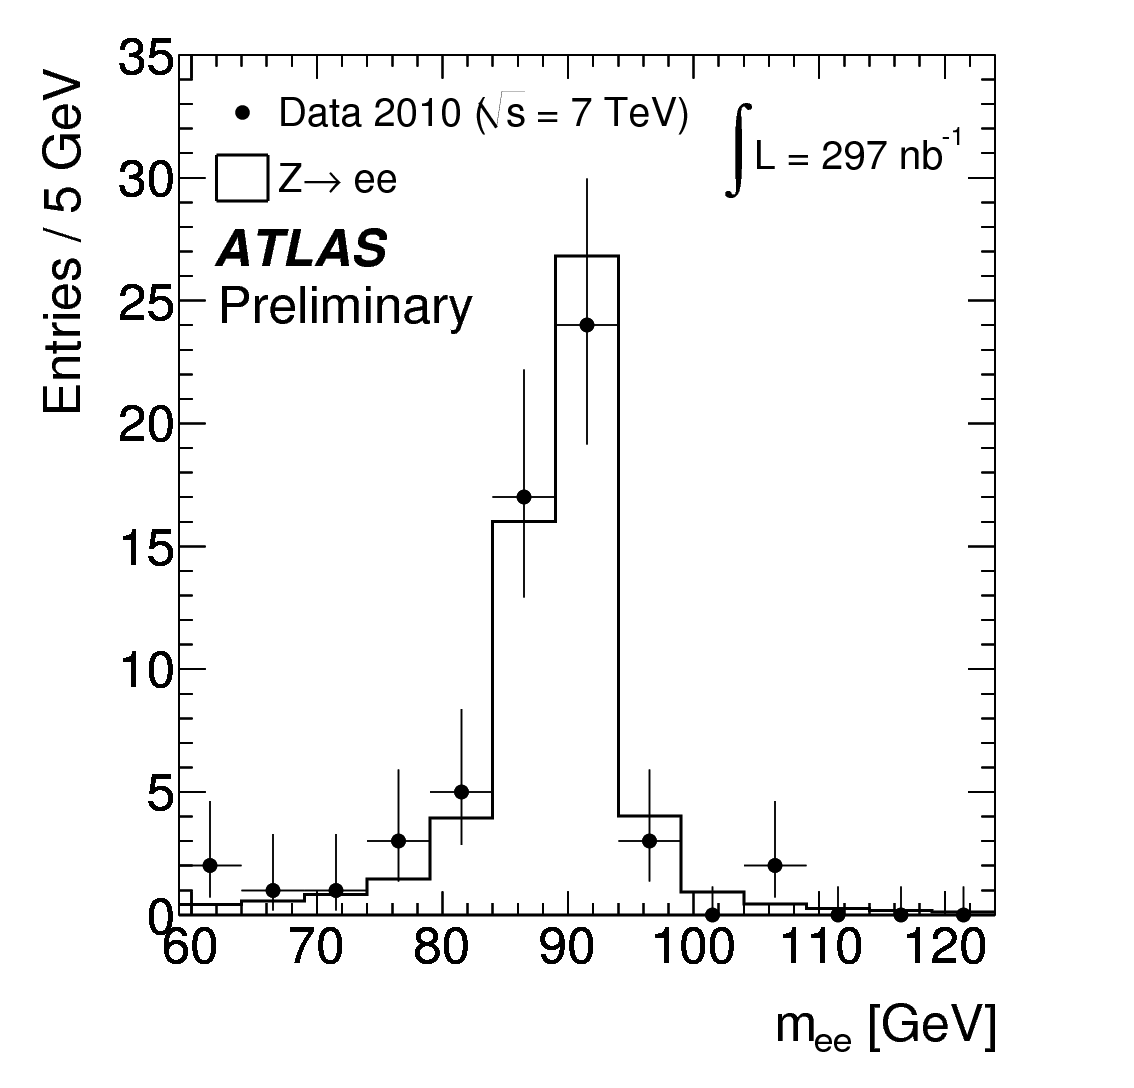 35
30
25
20
15
10
5
0
Entries / 5 GeV
Data 2010 (√s = 7 TeV)
∫ L = 297 nb⁻¹
Z→ ee
ATLAS
Preliminary
60 70 80 90 100 110 120
m_ee [GeV]